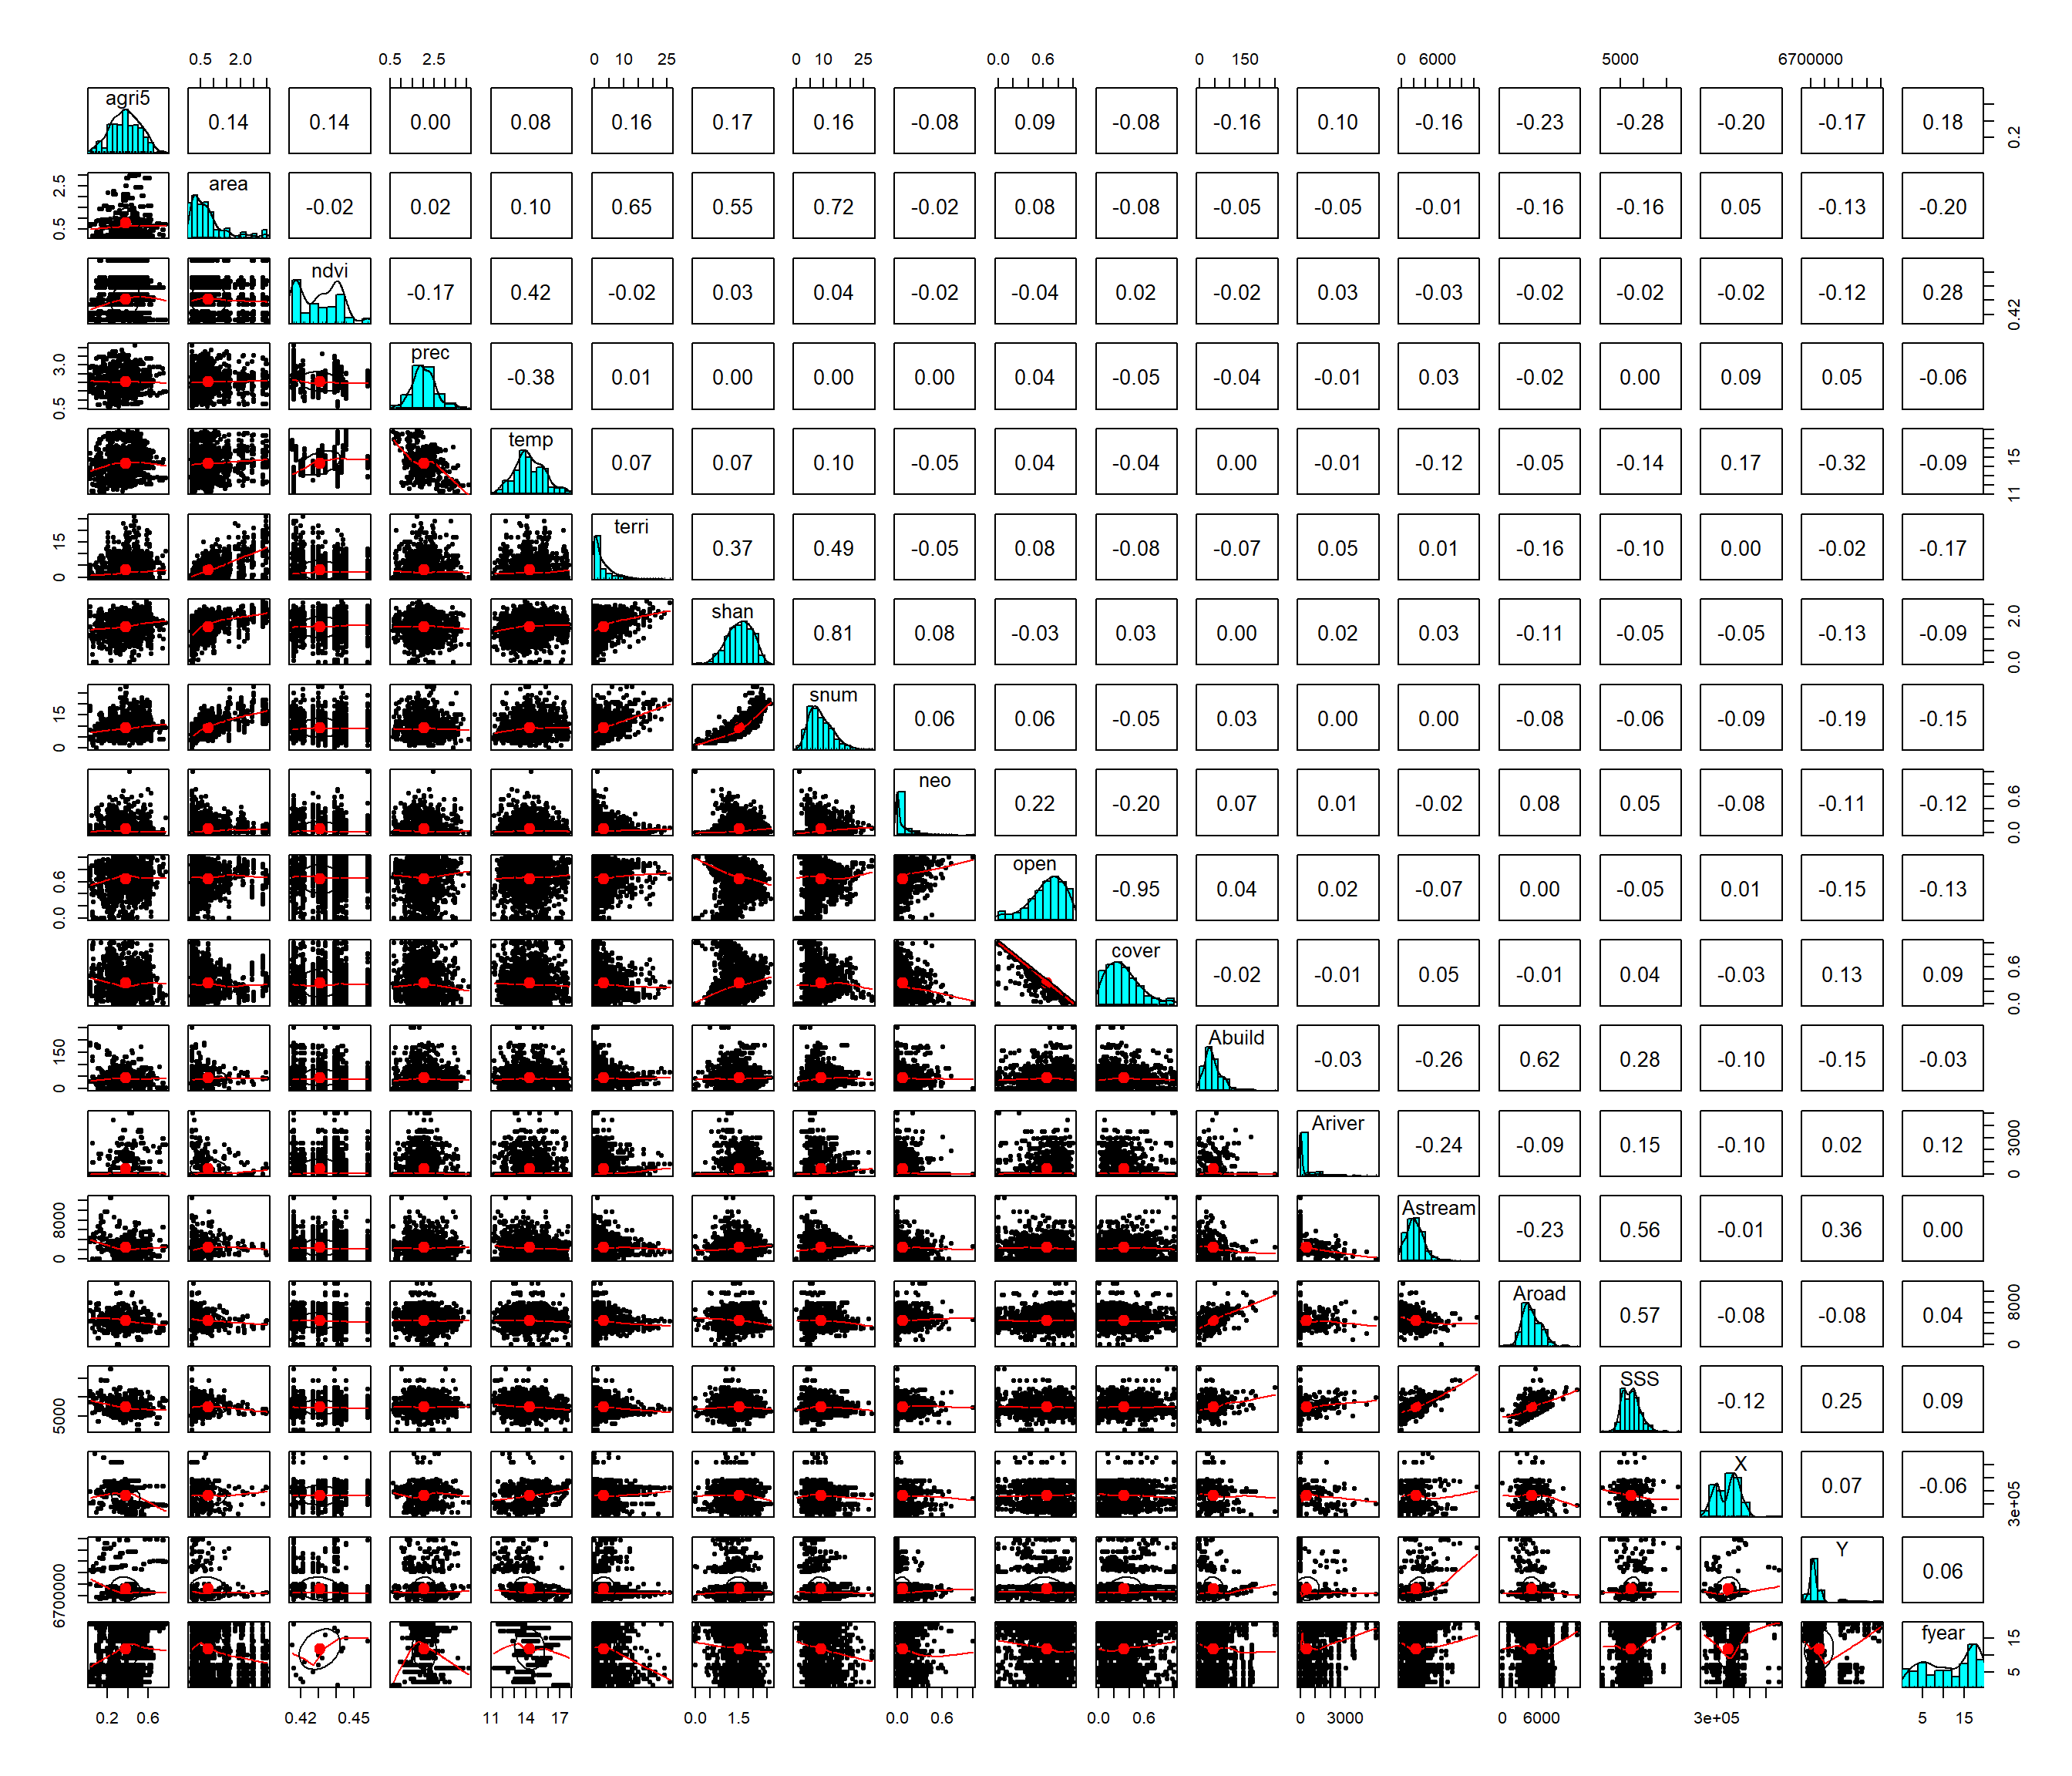 0.5 2.0 0.5 2.5 0 10 25 0 10 25 0.0 0.6 0 150 0 6000 5000 6700000
agri5 0.14 0.14 0.00 0.08 0.16 0.17 0.16 -0.08 0.09 -0.08 -0.16 0.10 -0.16 -0.23 -0.28 -0.20 -0.17 0.18 0.2
0.5 2.5 area -0.02 0.02 0.10 0.65 0.55 0.72 -0.02 0.08 -0.08 -0.05 -0.05 -0.01 -0.16 -0.16 0.05 -0.13 -0.20
ndvi -0.17 0.42 -0.02 0.03 0.04 -0.02 -0.04 0.02 -0.02 0.03 -0.03 -0.02 -0.02 -0.02 -0.12 0.28 0.42
0.5 3.0 prec -0.38 0.01 0.00 0.00 0.00 0.04 -0.05 -0.04 -0.01 0.03 -0.02 0.00 0.09 0.05 -0.06
temp 0.07 0.07 0.10 -0.05 0.04 -0.04 0.00 -0.01 -0.12 -0.05 -0.14 0.17 -0.32 -0.09 11 15
0 15 terri 0.37 0.49 -0.05 0.08 -0.08 -0.07 0.05 0.01 -0.16 -0.10 0.00 -0.02 -0.17
shan 0.81 0.08 -0.03 0.03 0.00 0.02 0.03 -0.11 -0.05 -0.05 -0.13 -0.09 0.0 2.0
0 15 snum 0.06 0.06 -0.05 0.03 0.00 0.00 -0.08 -0.06 -0.09 -0.19 -0.15
neo 0.22 -0.20 0.07 0.01 -0.02 0.08 0.05 -0.08 -0.11 -0.12 0.0 0.6
0.0 0.6 open -0.95 0.04 0.02 -0.07 0.00 -0.05 0.01 -0.15 -0.13
cover -0.02 -0.01 0.05 -0.01 0.04 -0.03 0.13 0.09 0.0 0.6
0 150 Abuild -0.03 -0.26 0.62 0.28 -0.10 -0.15 -0.03
Ariver -0.24 -0.09 0.15 -0.10 0.02 0.12 0 3000
0 8000 Astream -0.23 0.56 -0.01 0.36 0.00
Aroad 0.57 -0.08 -0.08 0.04 0 8000
5000 SSS -0.12 0.25 0.09
X 0.07 -0.06 3e+05
6700000 Y 0.06
fyear 5 15
0.2 0.6 0.42 0.45 11 14 17 0.0 1.5 0.0 0.6 0.0 0.6 0 3000 0 6000 3e+05 5 15